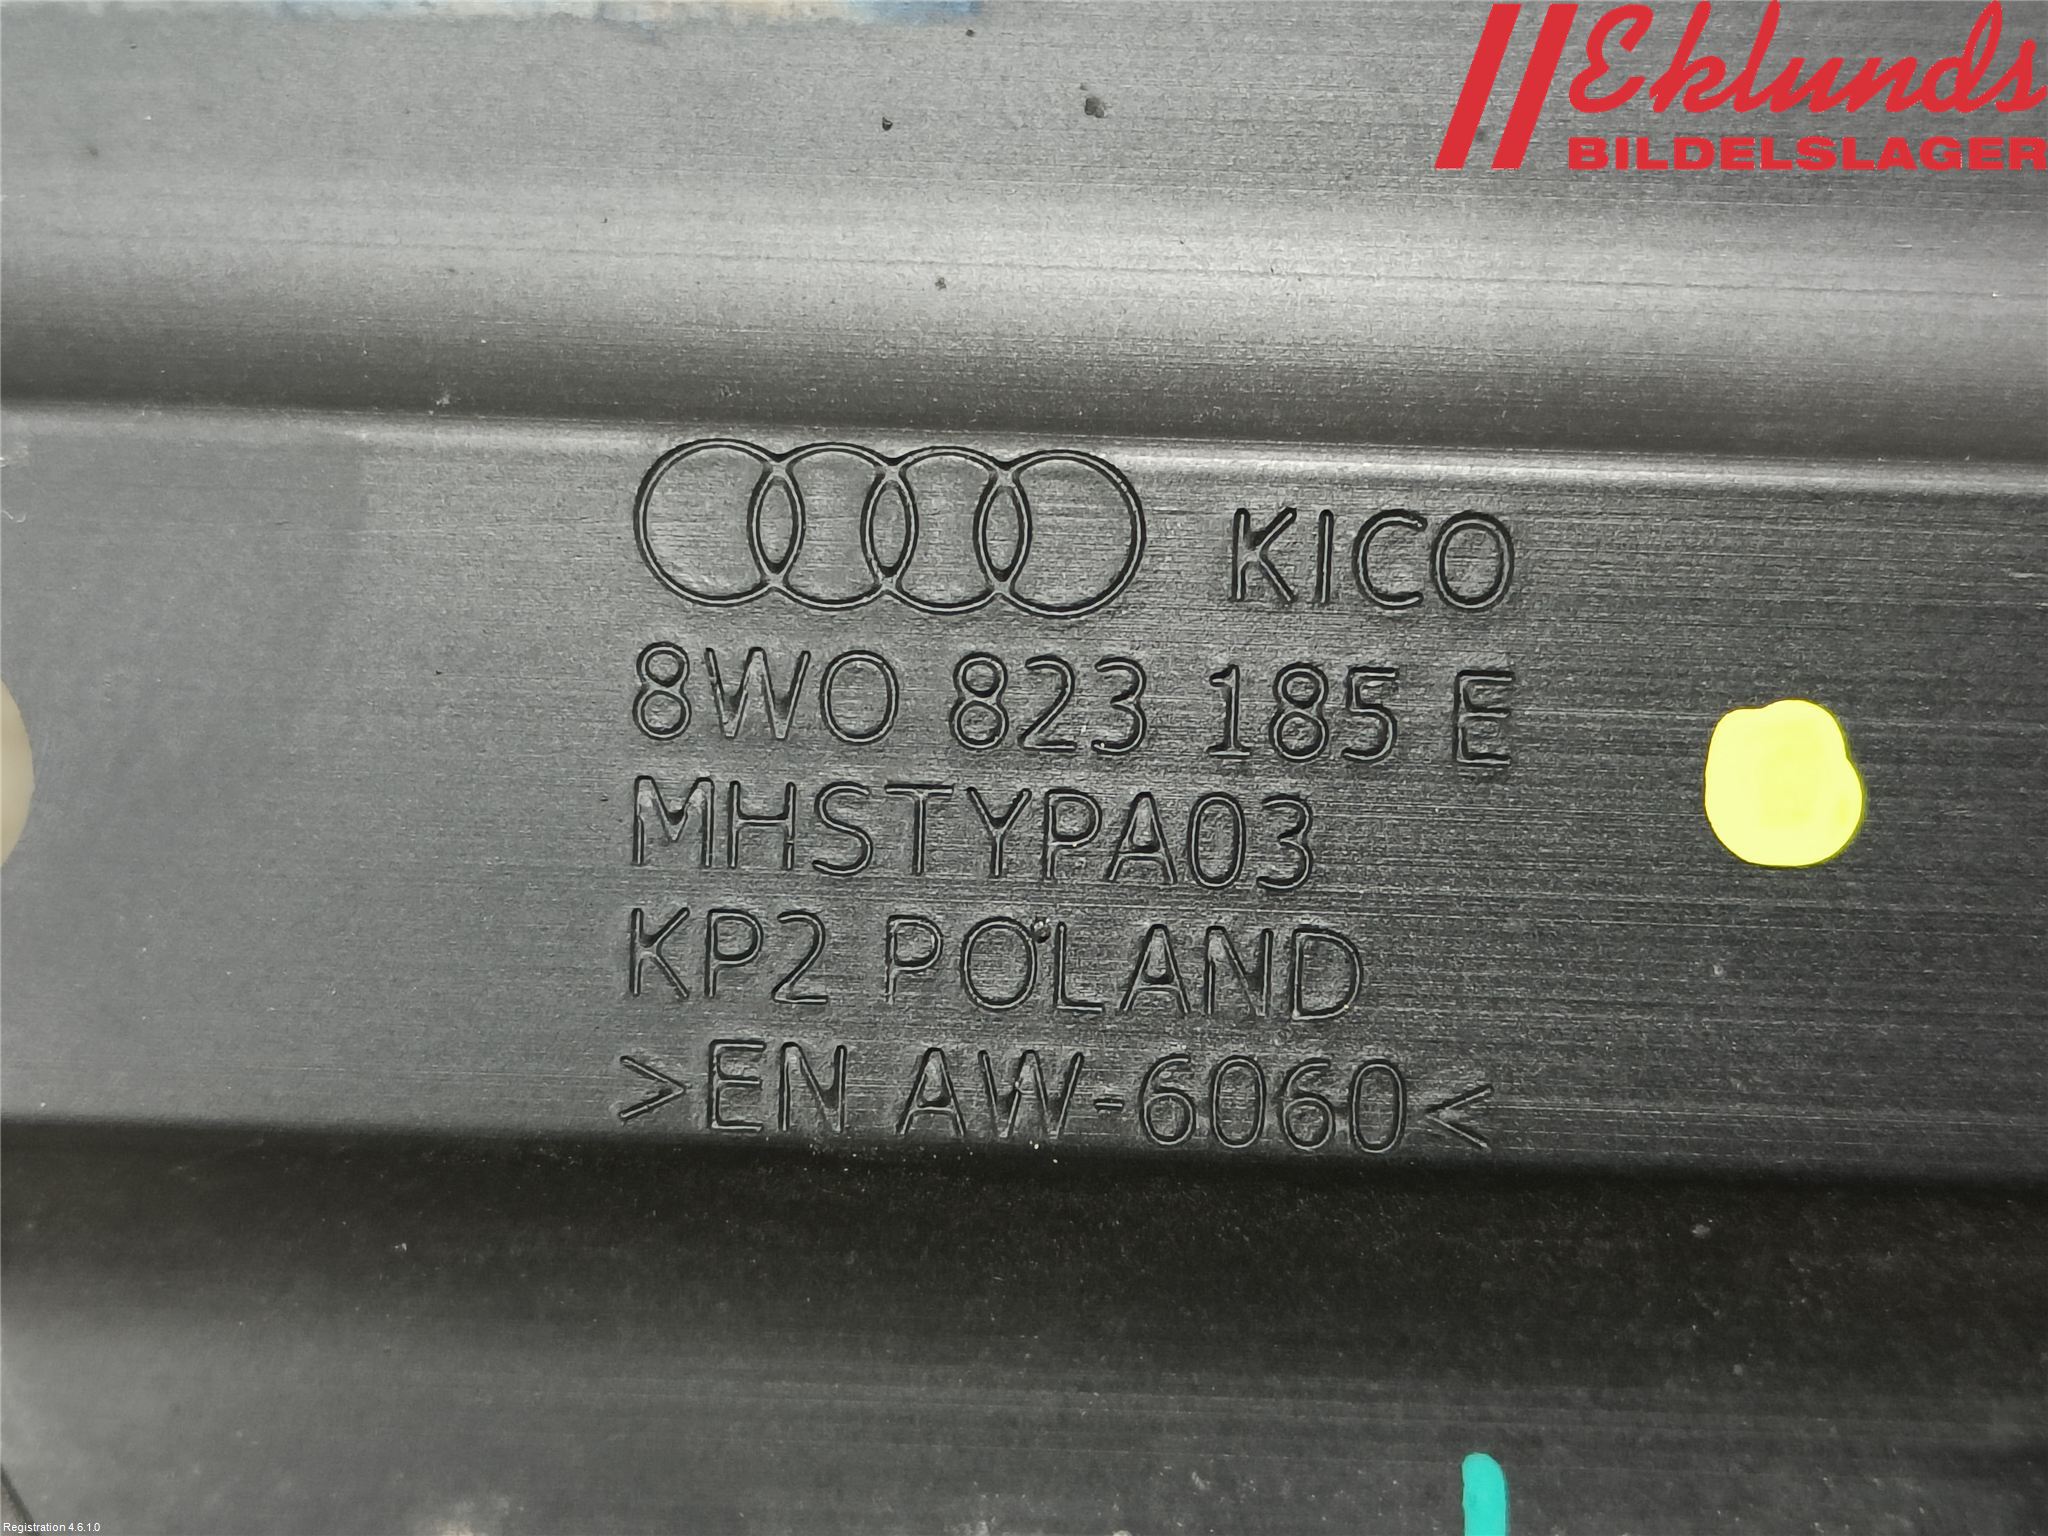 Eklunds
BILDELSLAGER
KICO
8W0 823 185 E
MHSTYPA03
KP2 POLAND
>EN AW-6060<
Registration 4.6.1.0